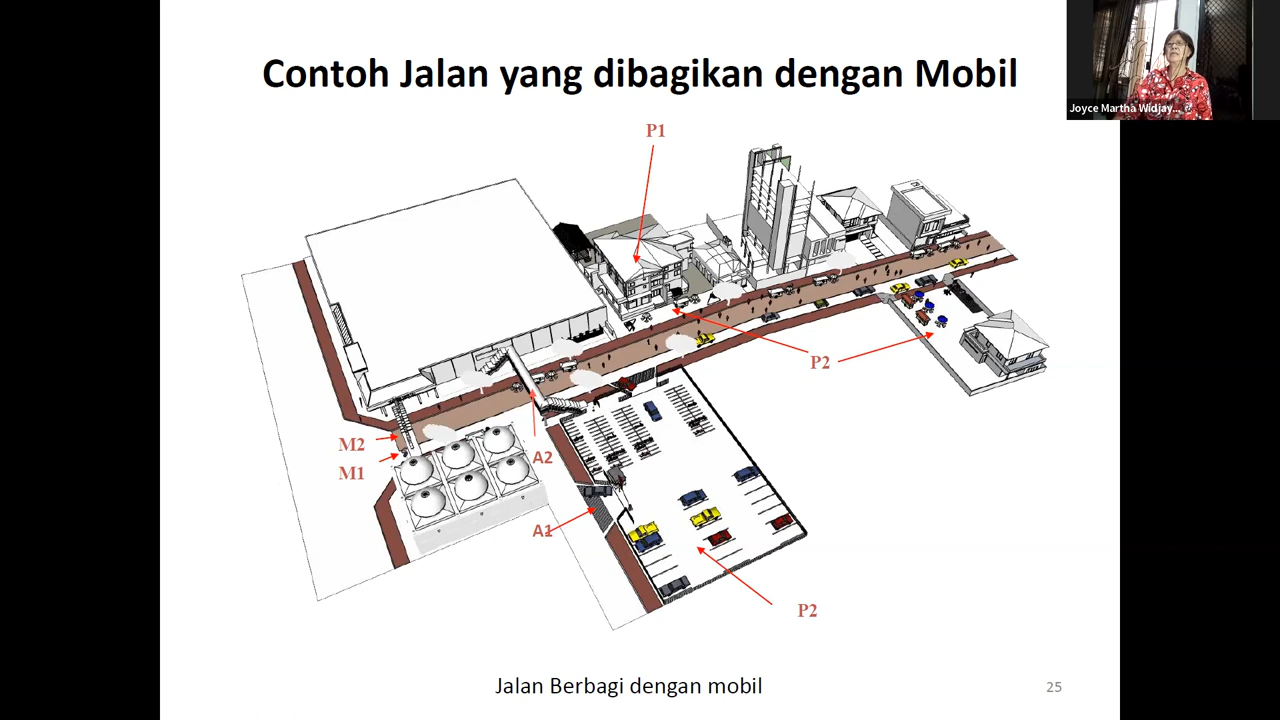 Contoh Jalan yang dibagikan dengan Mobil
Joyce Martha Widjay...
P1
P2
M2
M1
A2
A1
P2
Jalan Berbagi dengan mobil
25